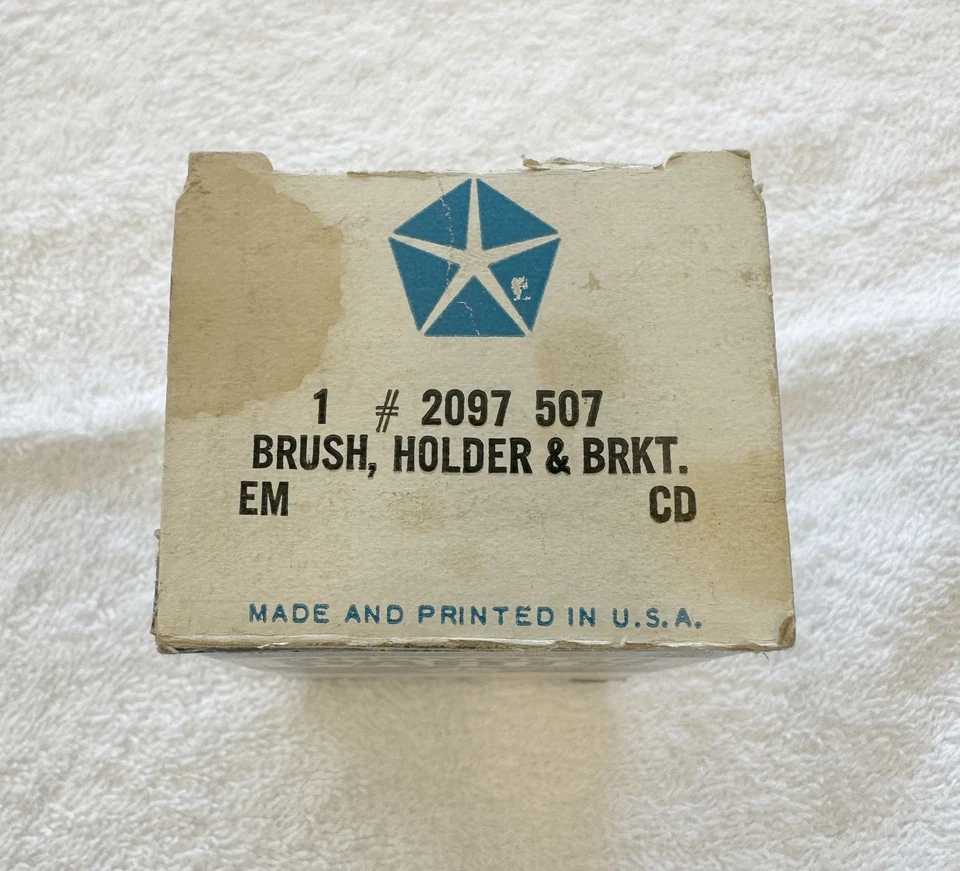 1 # 2097 507
BRUSH, HOLDER & BRKT.
EM CD
MADE AND PRINTED IN U.S.A.